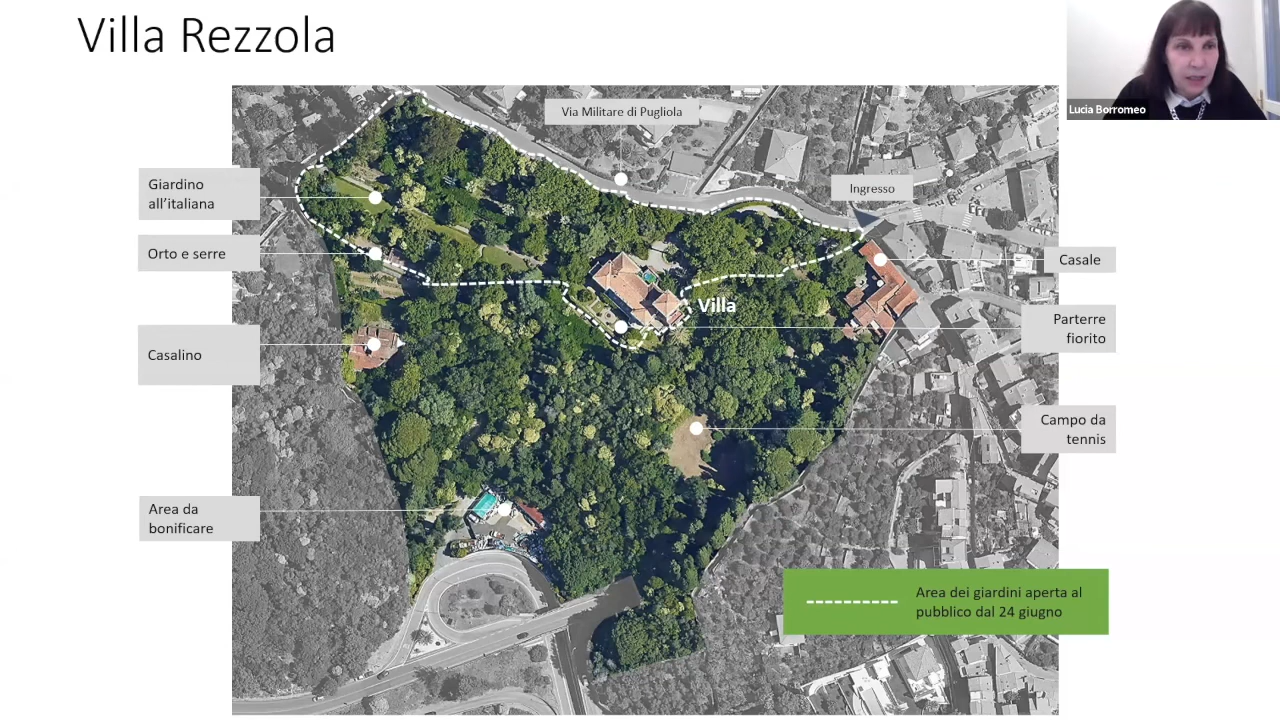 Villa Rezzola
Lucia Borromeo
Via Militare di Pugliola
Giardino
all'italiana
Ingresso
Orto e serre
Casale
Villa
Parterre
fiorito
Casalino
Campo da
tennis
Area da
bonificare
Area dei giardini aperta al
pubblico dal 24 giugno